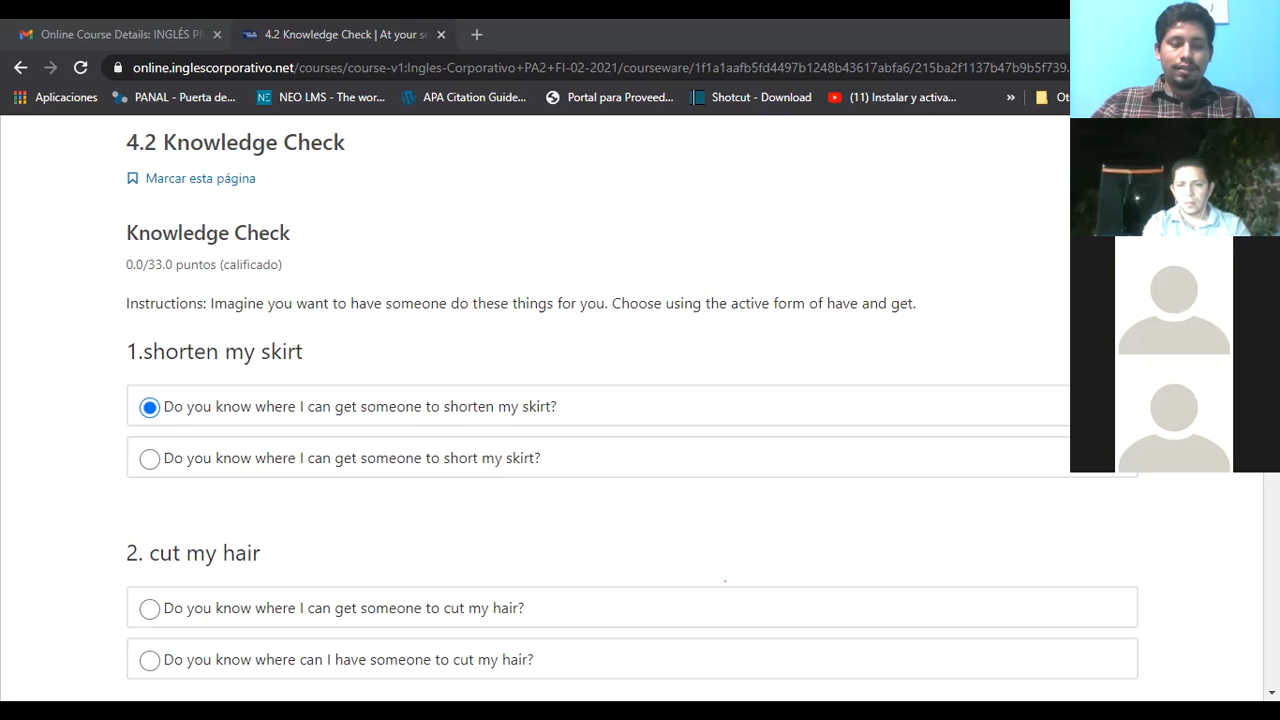 Online Course Details: INGLÉS PR
4.2 Knowledge Check | At your se
online.inglescorporativo.net/courses/course-v1:Ingles-Corporativo+PA2+FI-02-2021/courseware/1f1a1aafb5fd4497b1248b43617abfa6/215ba2f1137b47b9b5f739.
Aplicaciones
PANAL - Puerta de...
NEO LMS - The wor...
APA Citation Guide...
Portal para Proveed...
Shotcut - Download
(11) Instalar y activa...
»
Ot
4.2 Knowledge Check
Marcar esta página
Knowledge Check
0.0/33.0 puntos (calificado)
Instructions: Imagine you want to have someone do these things for you. Choose using the active form of have and get.
1.shorten my skirt
Do you know where I can get someone to shorten my skirt?
Do you know where I can get someone to short my skirt?
2. cut my hair
Do you know where I can get someone to cut my hair?
Do you know where can I have someone to cut my hair?